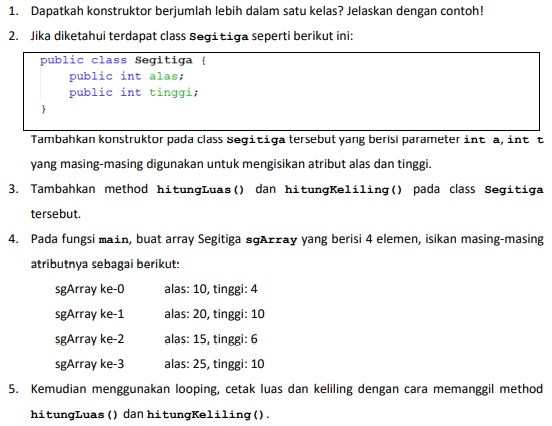 1. Dapatkah konstruktor berjumlah lebih dalam satu kelas? Jelaskan dengan contoh!
2. Jika diketahui terdapat class Segitiga seperti berikut ini:
public class Segitiga {
public int alas;
public int tinggi;
}
Tambahkan konstruktor pada class Segitiga tersebut yang berisi parameter int a, int t
yang masing-masing digunakan untuk mengisikan atribut alas dan tinggi.
3. Tambahkan method hitungLuas() dan hitungKeliling() pada class Segitiga
tersebut.
4. Pada fungsi main, buat array Segitiga sgArray yang berisi 4 elemen, isikan masing-masing
atributnya sebagai berikut:
sgArray ke-0 alas: 10, tinggi: 4
sgArray ke-1 alas: 20, tinggi: 10
sgArray ke-2 alas: 15, tinggi: 6
sgArray ke-3 alas: 25, tinggi: 10
5. Kemudian menggunakan looping, cetak luas dan keliling dengan cara memanggil method
hitungLuas() dan hitungKeliling().